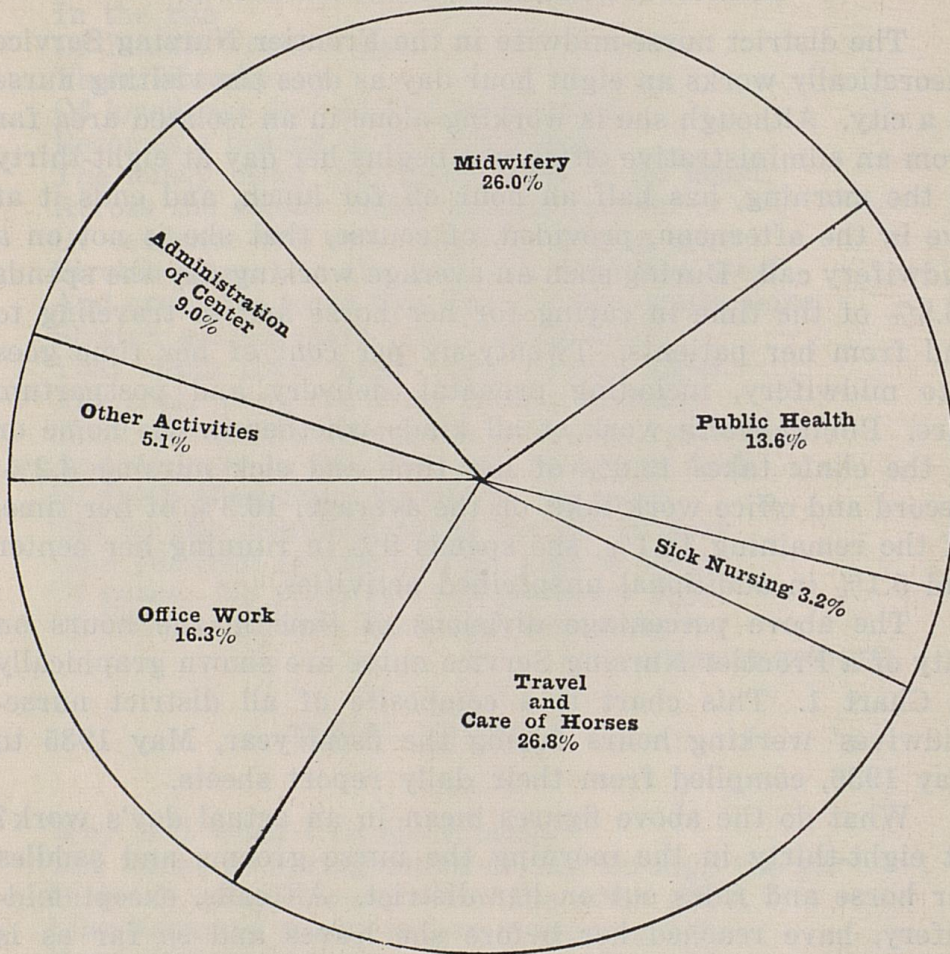 Midwifery
26.0%
Administration
of Center
9.0%
Other Activities
5.1%
Public Health
13.6%
Sick Nursing 3.2%
Office Work
16.3%
Travel
and
Care of Horses
26.8%